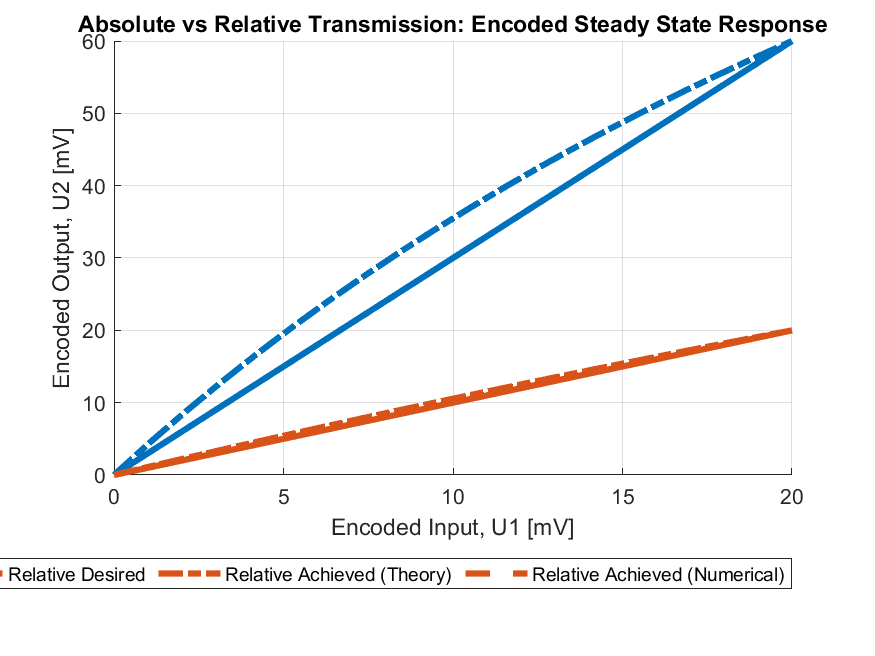 Absolute vs Relative Transmission: Encoded Steady State Response
60
50
40
30
20
10
0
Encoded Output, U2 [mV]
0 5 10 15 20
Encoded Input, U1 [mV]
Relative Desired Relative Achieved (Theory) Relative Achieved (Numerical)